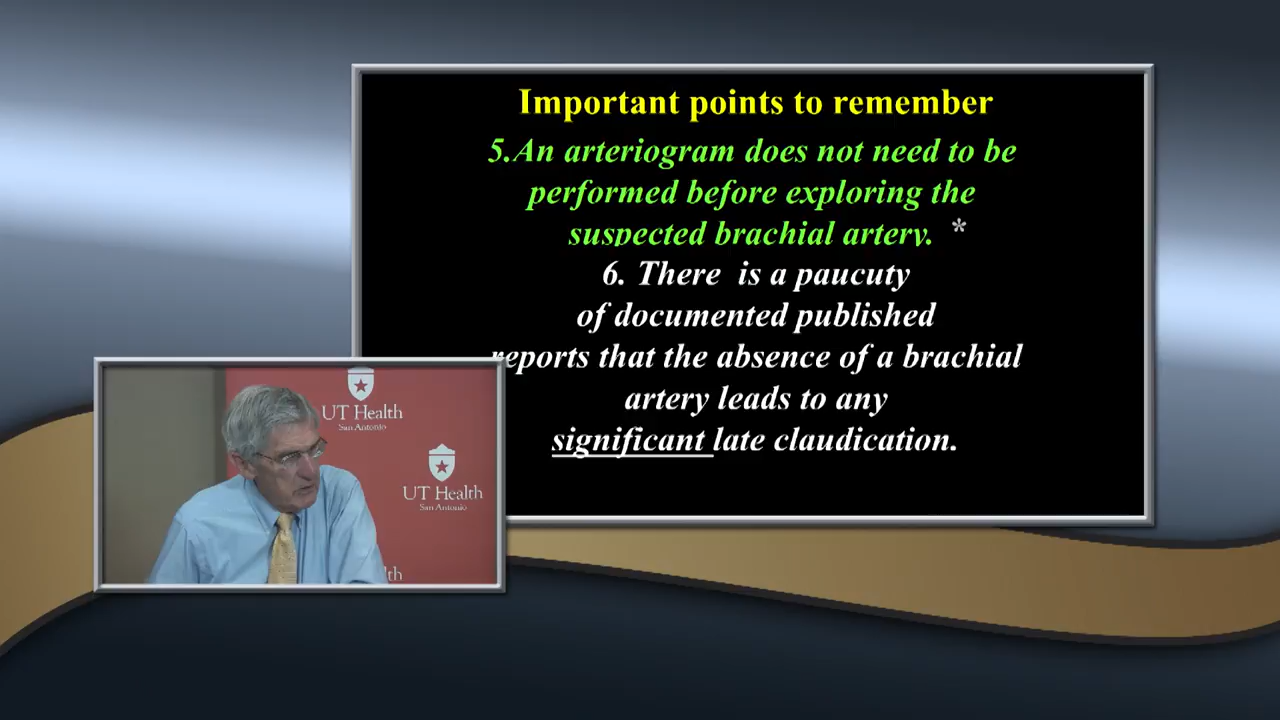 Important points to remember
5.An arteriogram does not need to be
performed before exploring the
suspected brachial artery. *
6. There is a paucuty
of documented published
reports that the absence of a brachial
artery leads to any
significant late claudication.
UT Health
San Antonio
UT Health
San Antonio
lth